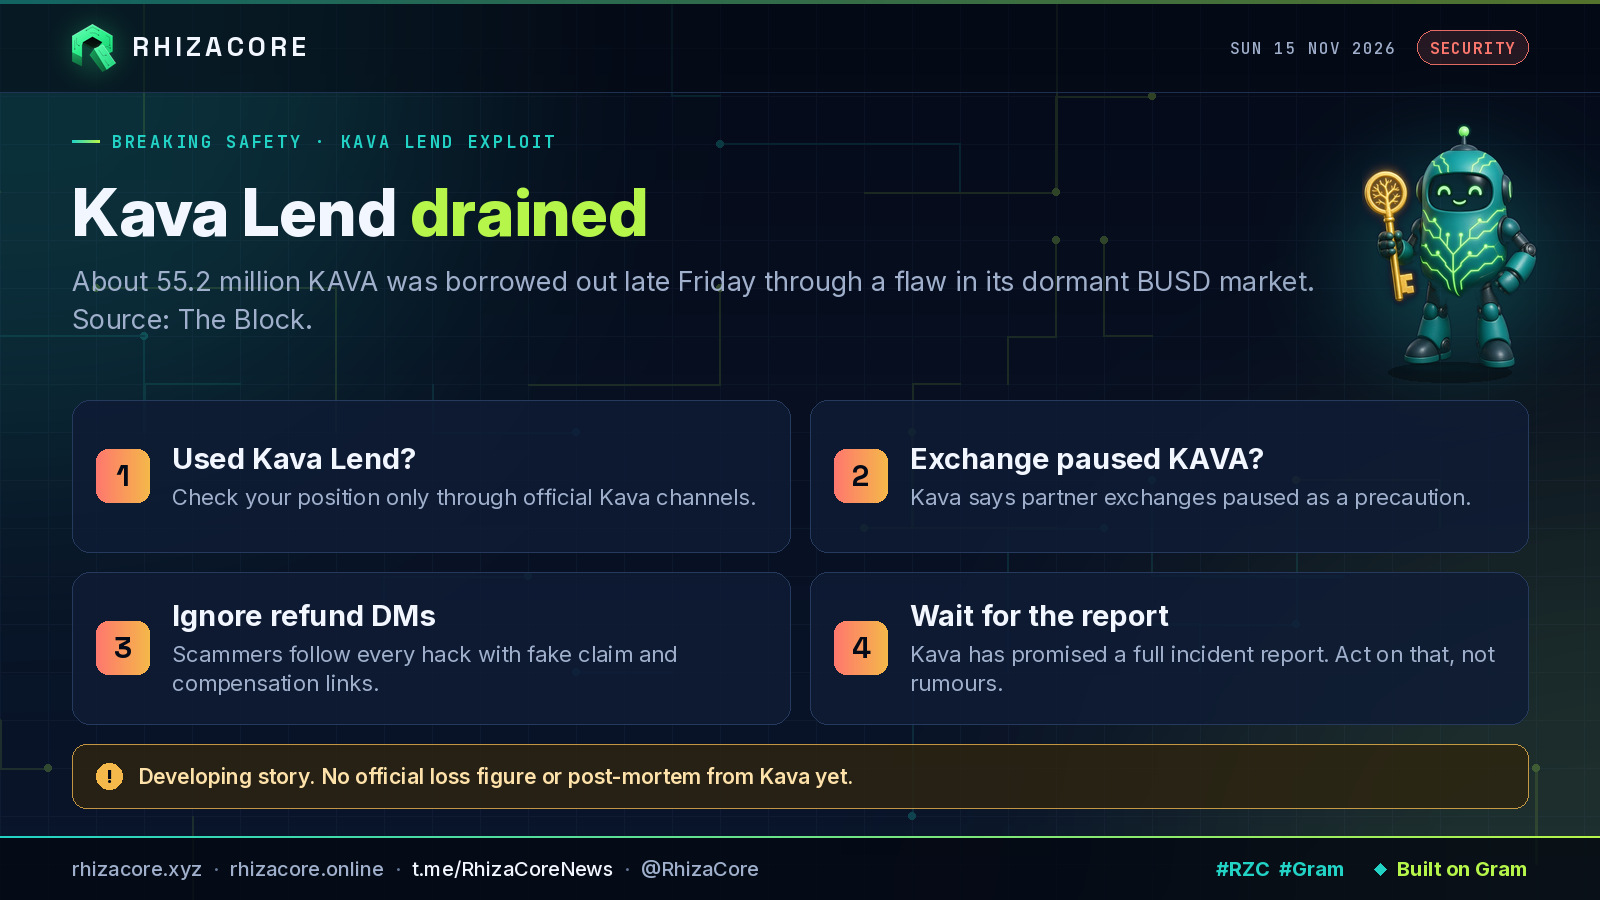 RHIZACORE
SUN 15 NOV 2026
SECURITY
BREAKING SAFETY · KAVA LEND EXPLOIT
Kava Lend drained
About 55.2 million KAVA was borrowed out late Friday through a flaw in its dormant BUSD market.
Source: The Block.
1
Used Kava Lend?
Check your position only through official Kava channels.
2
Exchange paused KAVA?
Kava says partner exchanges paused as a precaution.
3
Ignore refund DMs
Scammers follow every hack with fake claim and
compensation links.
4
Wait for the report
Kava has promised a full incident report. Act on that, not
rumours.
! Developing story. No official loss figure or post-mortem from Kava yet.
rhizacore.xyz · rhizacore.online · t.me/RhizaCoreNews · @RhizaCore
#RZC #Gram ◆ Built on Gram